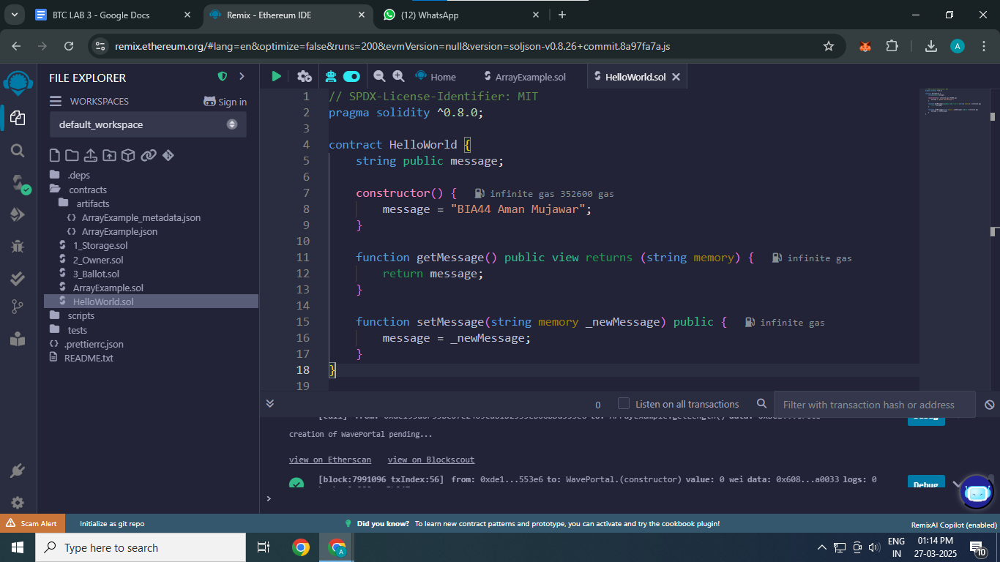 BTC LAB 3 - Google Docs
Remix - Ethereum IDE
(12) WhatsApp
remix.ethereum.org/#lang=en&optimize=false&runs=200&evmVersion=null&version=soljson-v0.8.26+commit.8a97fa7a.js
A
FILE EXPLORER
WORKSPACES
Sign in
default_workspace
.deps
contracts
artifacts
ArrayExample_metadata.json
ArrayExample.json
1_Storage.sol
2_Owner.sol
3_Ballot.sol
ArrayExample.sol
HelloWorld.sol
scripts
tests
.prettierrc.json
README.txt
Home
ArrayExample.sol
HelloWorld.sol
1 // SPDX-License-Identifier: MIT
2 pragma solidity ^0.8.0;
3
4 contract HelloWorld {
5 string public message;
6
7 constructor() { infinite gas 352600 gas
8 message = "BIA44 Aman Mujawar";
9 }
10
11 function getMessage() public view returns (string memory) { infinite gas
12 return message;
13 }
14
15 function setMessage(string memory _newMessage) public { infinite gas
16 message = _newMessage;
17 }
18 }
19
0
Listen on all transactions
Filter with transaction hash or address
creation of WavePortal pending...
view on Etherscan view on Blockscout
[block:7991096 txIndex:56] from: 0xde1...553e6 to: WavePortal.(constructor) value: 0 wei data: 0x608...a0033 logs: 0
Debug
>
Scam Alert
Initialize as git repo
Did you know? To learn new contract patterns and prototype, you can activate and try the cookbook plugin!
RemixAI Copilot (enabled)
Type here to search
A
ENG
IN
01:14 PM
27-03-2025
10